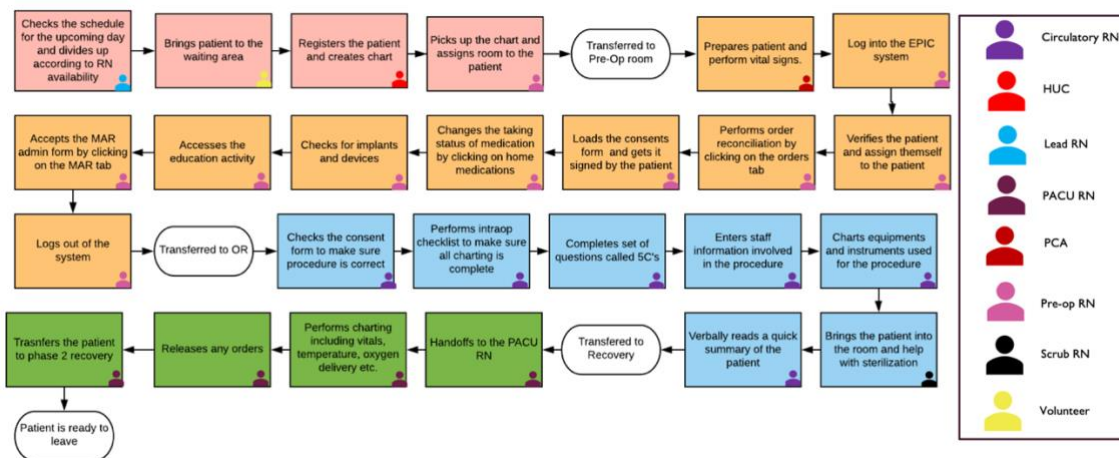 Checks the schedule
for the upcoming day
and divides up
according to RN
availability
Brings patient to the
waiting area
Registers the patient
and creates chart
Picks up the chart and
assigns room to the
patient
Transferred to
Pre-Op room
Prepares patient and
perform vital signs.
Log into the EPIC
system
Verifies the patient
and assign themself
to the patient
Performs order
reconciliation by
clicking on the orders
tab
Loads the consents
form and gets it
signed by the patient
Changes the taking
status of medication
by clicking on home
medications
Checks for implants
and devices
Accesses the
education activity
Accepts the MAR
admin form by clicking
on the MAR tab
Logs out of the
system
Transferred to OR
Checks the consent
form to make sure
procedure is correct
Performs intraop
checklist to make sure
all charting is
complete
Completes set of
questions called 5C's
Enters staff
information involved
in the procedure
Charts equipments
and instruments used
for the procedure
Brings the patient into
the room and help
with sterilization
Verbally reads a quick
summary of the
patient
Transfered to
Recovery
Handoffs to the PACU
RN
Performs charting
including vitals,
temperature, oxygen
delivery etc.
Releases any orders
Trasnfers the patient
to phase 2 recovery
Patient is ready to
leave
Circulatory RN
HUC
Lead RN
PACU RN
PCA
Pre-op RN
Scrub RN
Volunteer